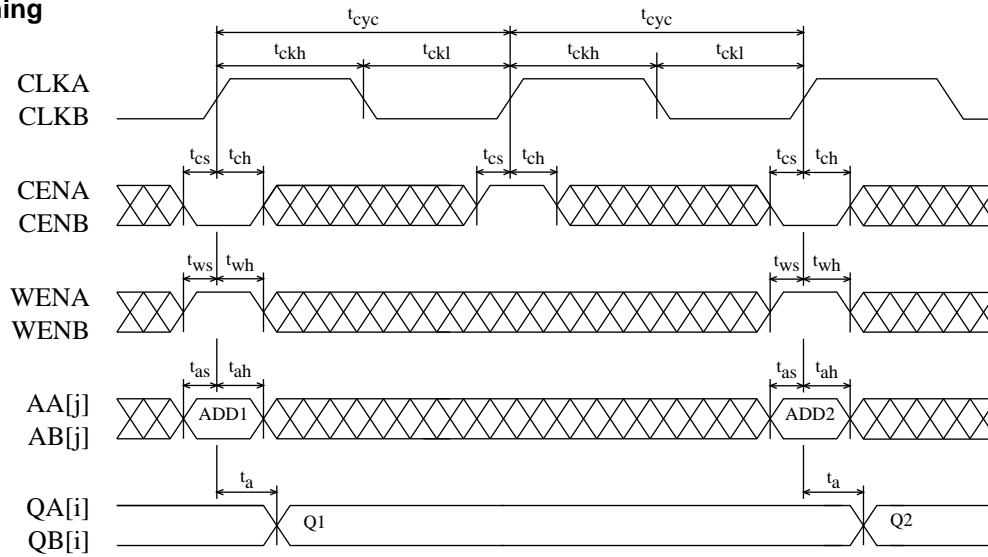 ning
tcyc tcyc
tckh tckl tckh tckl
CLKA
CLKB
tcs tch tcs tch tcs tch
CENA
CENB
tws twh tws twh
WENA
WENB
tas tah tas tah
AA[j] ADD1 ADD2
AB[j]
ta ta
QA[i] Q1 Q2
QB[i]